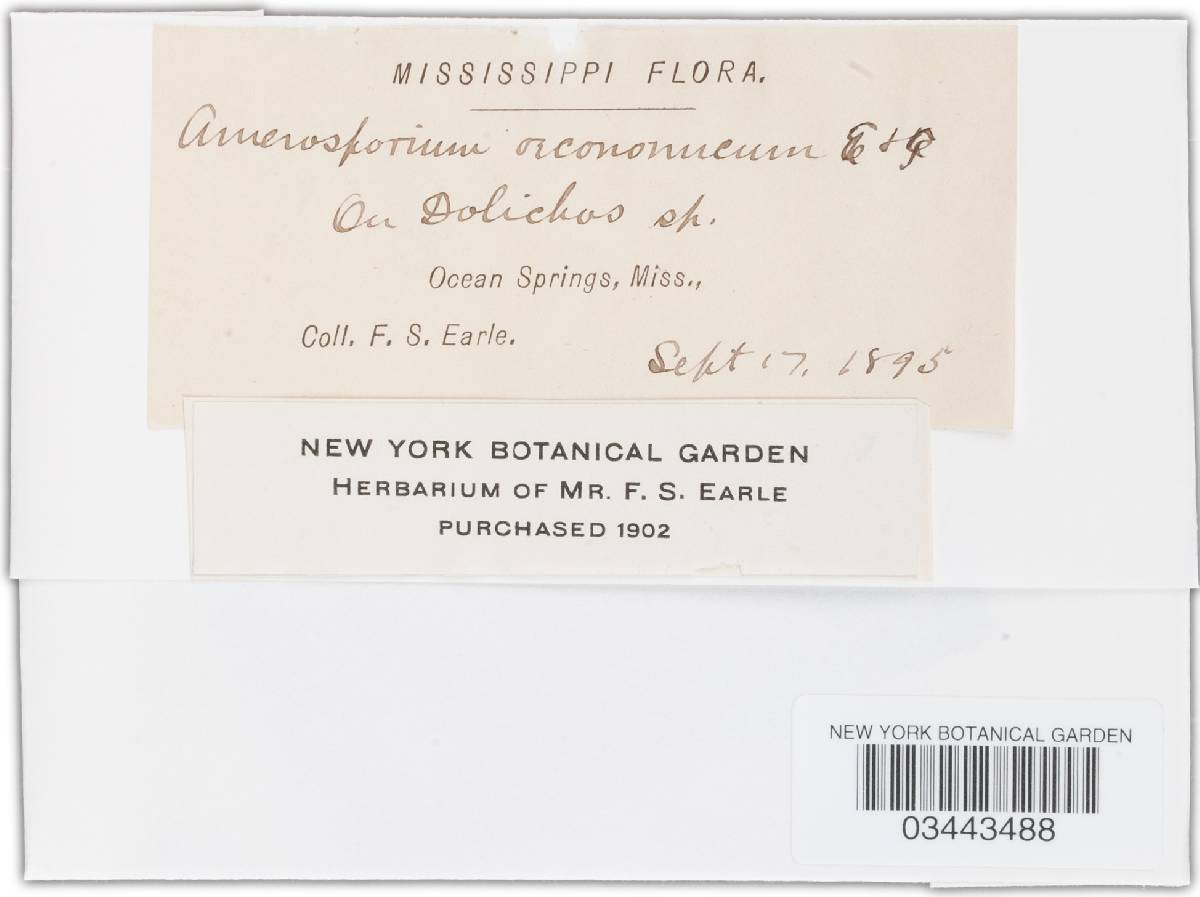 MISSISSIPPI FLORA.
Amerosporium œconomicum E & T
On Dolichos sp.
Ocean Springs, Miss.,
Coll. F. S. Earle.
Sept 17, 1895
NEW YORK BOTANICAL GARDEN
HERBARIUM OF MR. F. S. EARLE
PURCHASED 1902
NEW YORK BOTANICAL GARDEN
03443488